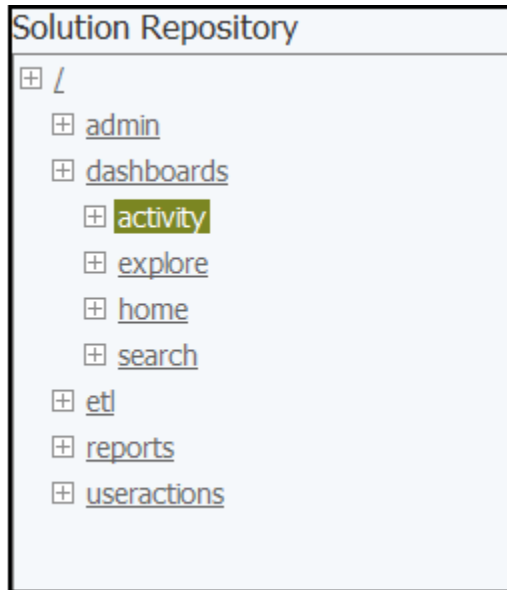 Solution Repository
/
admin
dashboards
activity
explore
home
search
etl
reports
useractions